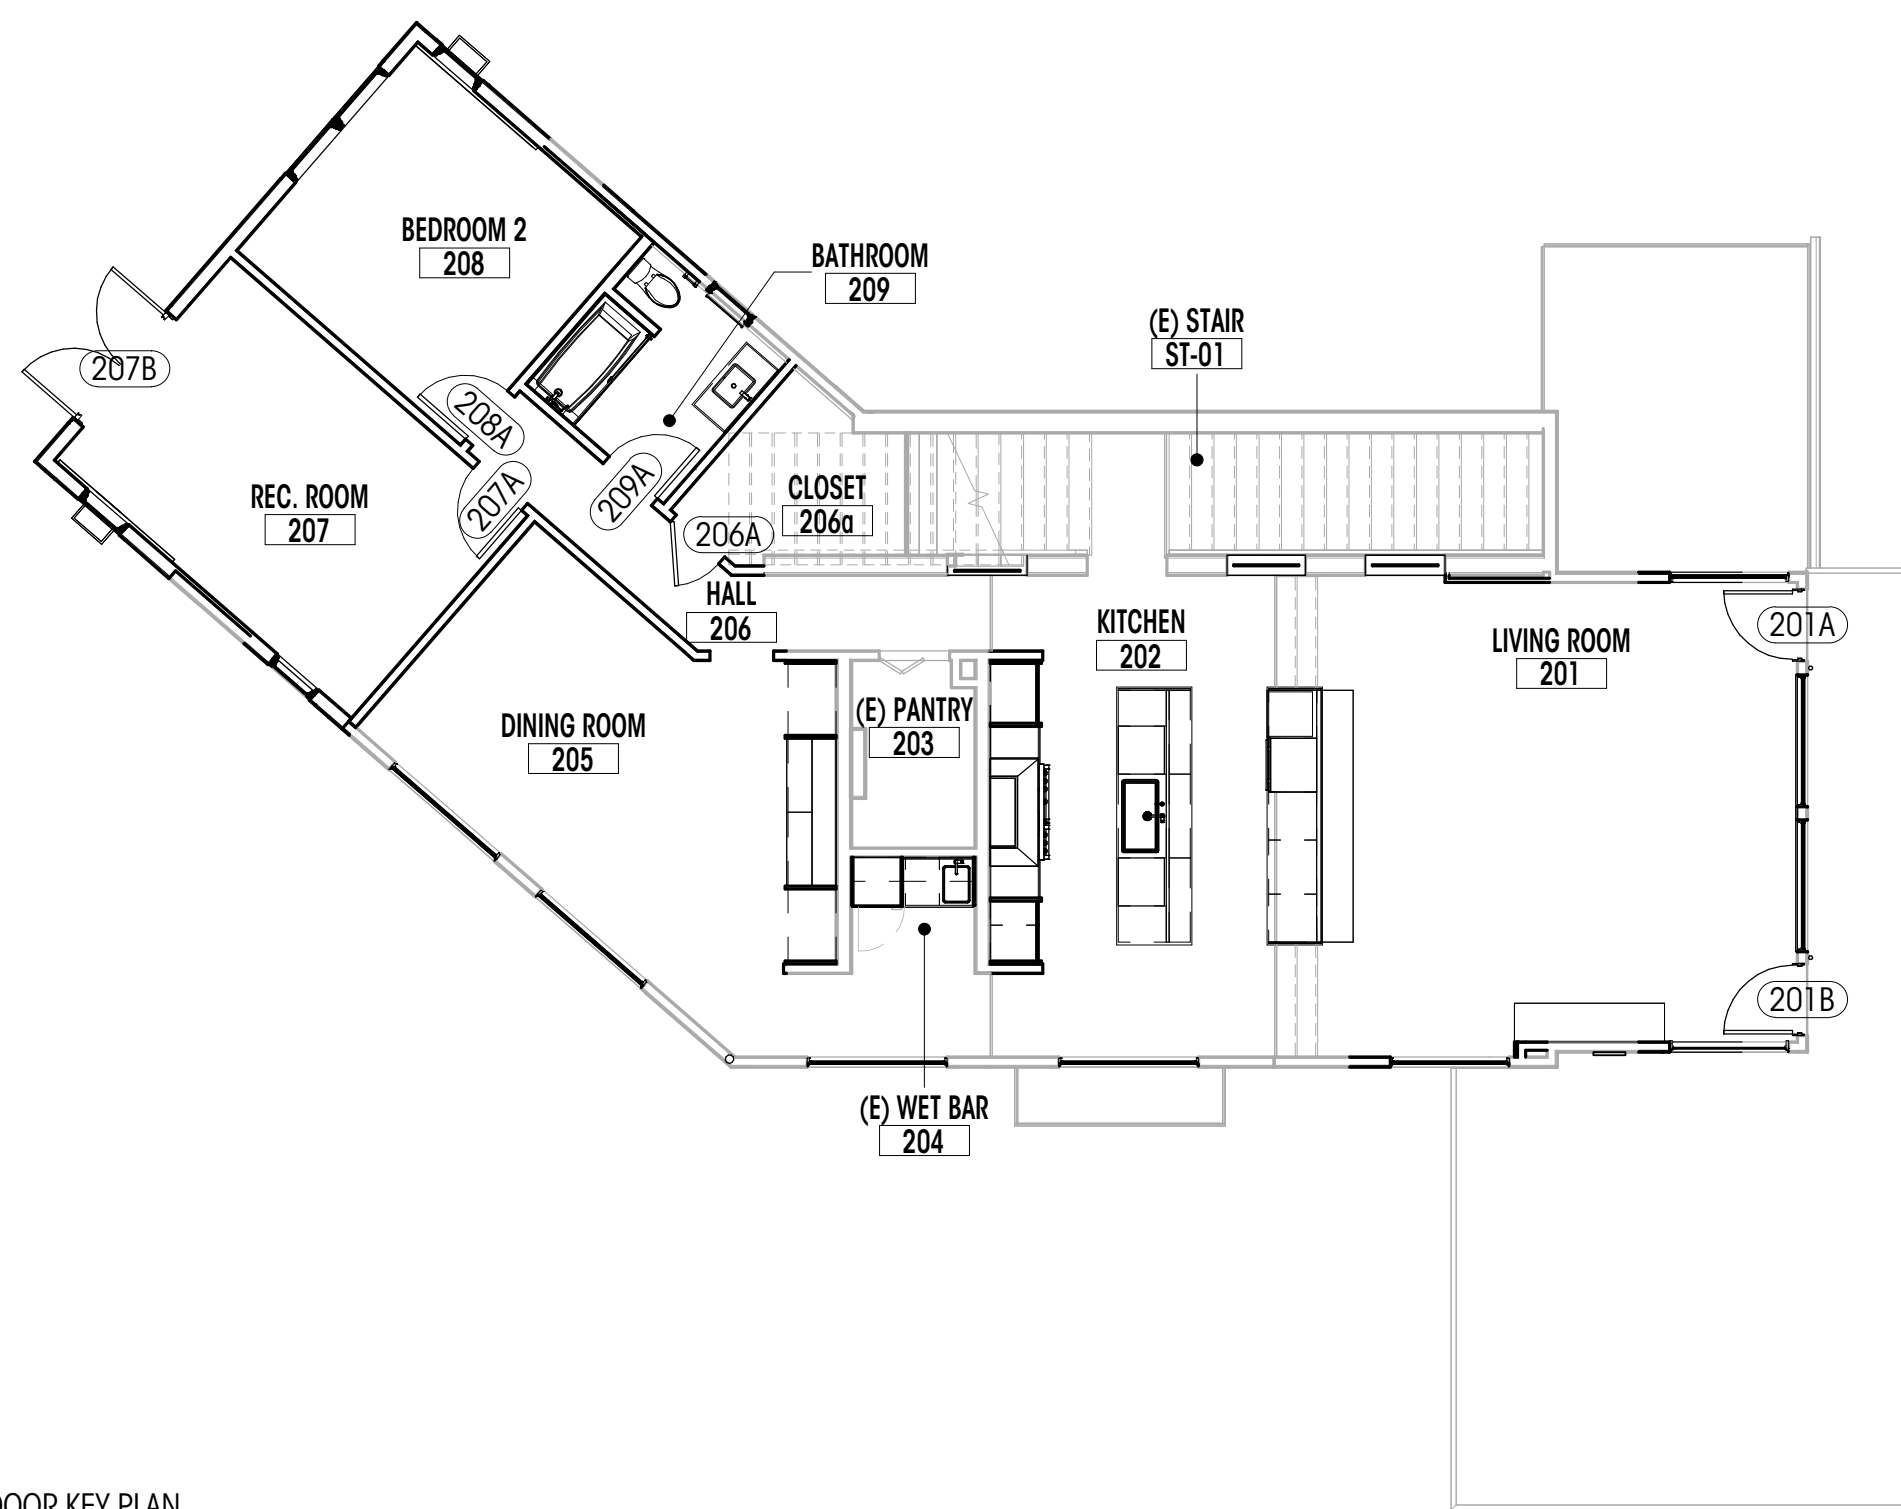 BEDROOM 2
208
BATHROOM
209
(E) STAIR
ST-01
207B
208A
207A
209A
REC. ROOM
207
CLOSET
206a
206A
HALL
206
KITCHEN
202
LIVING ROOM
201
201A
(E) PANTRY
203
DINING ROOM
205
201B
(E) WET BAR
204
DOOR KEY PLAN